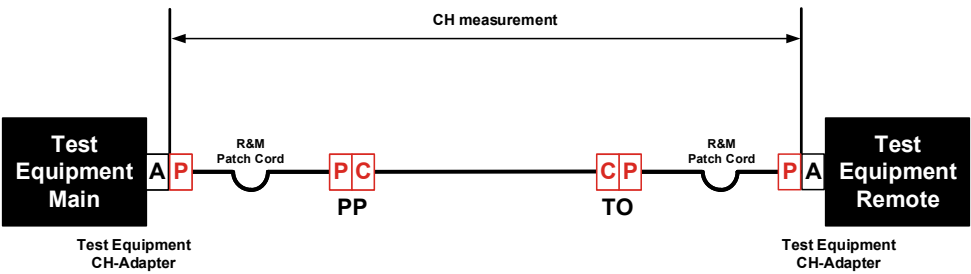 CH measurement
Test
Equipment
Main
A P
R&M
Patch Cord
P C
PP
C P
TO
R&M
Patch Cord
P A
Test
Equipment
Remote
Test Equipment
CH-Adapter
Test Equipment
CH-Adapter